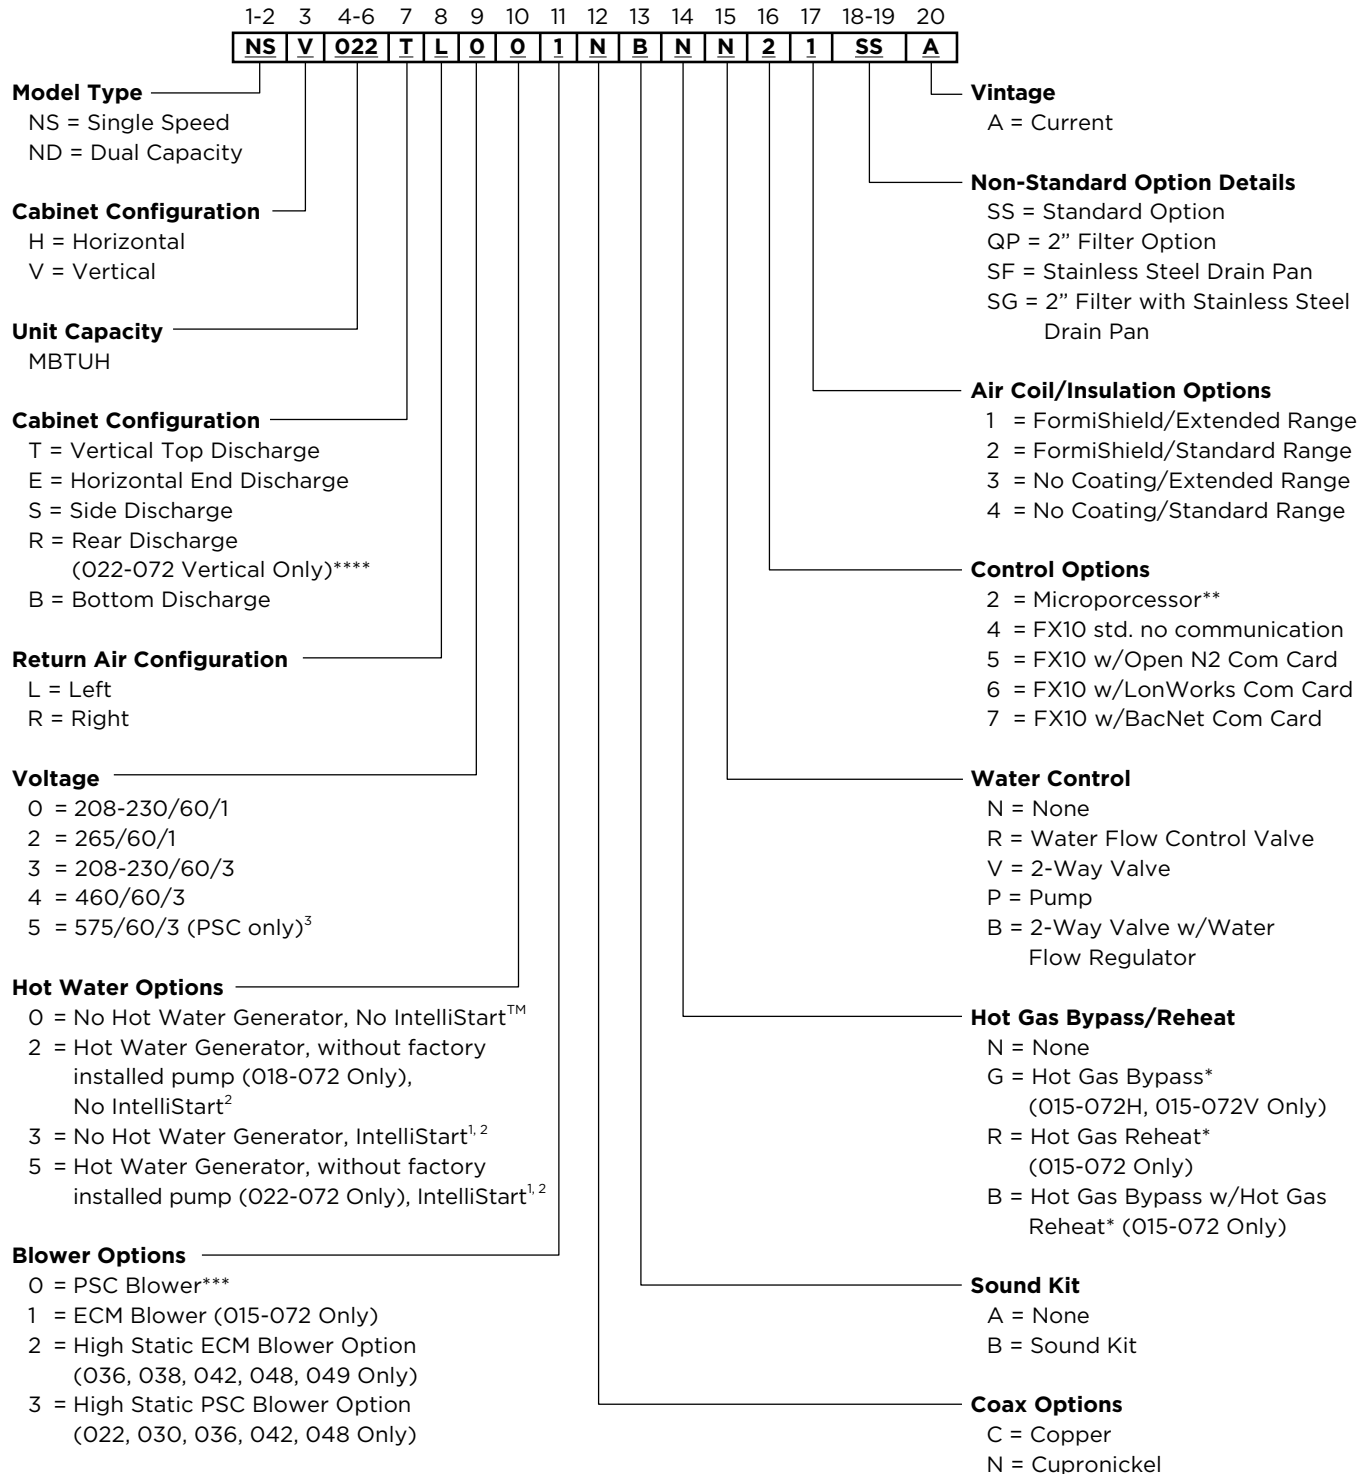 1-2 3 4-6 7 8 9 10 11 12 13 14 15 16 17 18-19 20
NS V 022 T L 0 0 1 N B N N 2 1 SS A
Model Type
NS = Single Speed
ND = Dual Capacity
Cabinet Configuration
H = Horizontal
V = Vertical
Unit Capacity
MBTUH
Cabinet Configuration
T = Vertical Top Discharge
E = Horizontal End Discharge
S = Side Discharge
R = Rear Discharge
(022-072 Vertical Only)****
B = Bottom Discharge
Return Air Configuration
L = Left
R = Right
Voltage
0 = 208-230/60/1
2 = 265/60/1
3 = 208-230/60/3
4 = 460/60/3
5 = 575/60/3 (PSC only)3
Hot Water Options
0 = No Hot Water Generator, No IntelliStart™
2 = Hot Water Generator, without factory
installed pump (018-072 Only),
No IntelliStart2
3 = No Hot Water Generator, IntelliStart1, 2
5 = Hot Water Generator, without factory
installed pump (022-072 Only), IntelliStart1, 2
Blower Options
0 = PSC Blower***
1 = ECM Blower (015-072 Only)
2 = High Static ECM Blower Option
(036, 038, 042, 048, 049 Only)
3 = High Static PSC Blower Option
(022, 030, 036, 042, 048 Only)
Vintage
A = Current
Non-Standard Option Details
SS = Standard Option
QP = 2” Filter Option
SF = Stainless Steel Drain Pan
SG = 2” Filter with Stainless Steel
Drain Pan
Air Coil/Insulation Options
1 = FormiShield/Extended Range
2 = FormiShield/Standard Range
3 = No Coating/Extended Range
4 = No Coating/Standard Range
Control Options
2 = Microporcessor**
4 = FX10 std. no communication
5 = FX10 w/Open N2 Com Card
6 = FX10 w/LonWorks Com Card
7 = FX10 w/BacNet Com Card
Water Control
N = None
R = Water Flow Control Valve
V = 2-Way Valve
P = Pump
B = 2-Way Valve w/Water
Flow Regulator
Hot Gas Bypass/Reheat
N = None
G = Hot Gas Bypass*
(015-072H, 015-072V Only)
R = Hot Gas Reheat*
(015-072 Only)
B = Hot Gas Bypass w/Hot Gas
Reheat* (015-072 Only)
Sound Kit
A = None
B = Sound Kit
Coax Options
C = Copper
N = Cupronickel